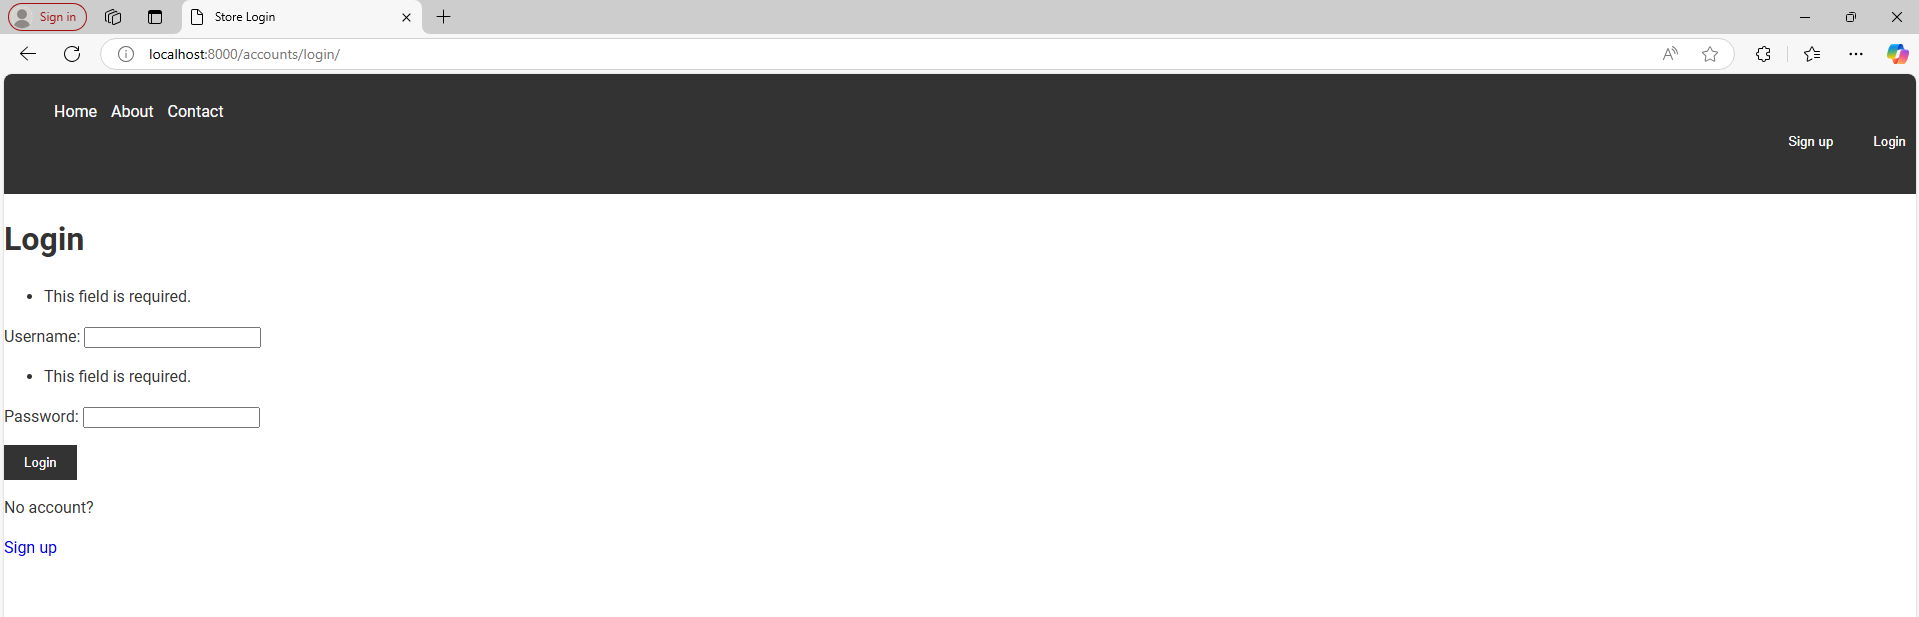 Sign in
Store Login
localhost:8000/accounts/login/
Home About Contact
Sign up Login
Login
This field is required.
Username:
This field is required.
Password:
Login
No account?
Sign up